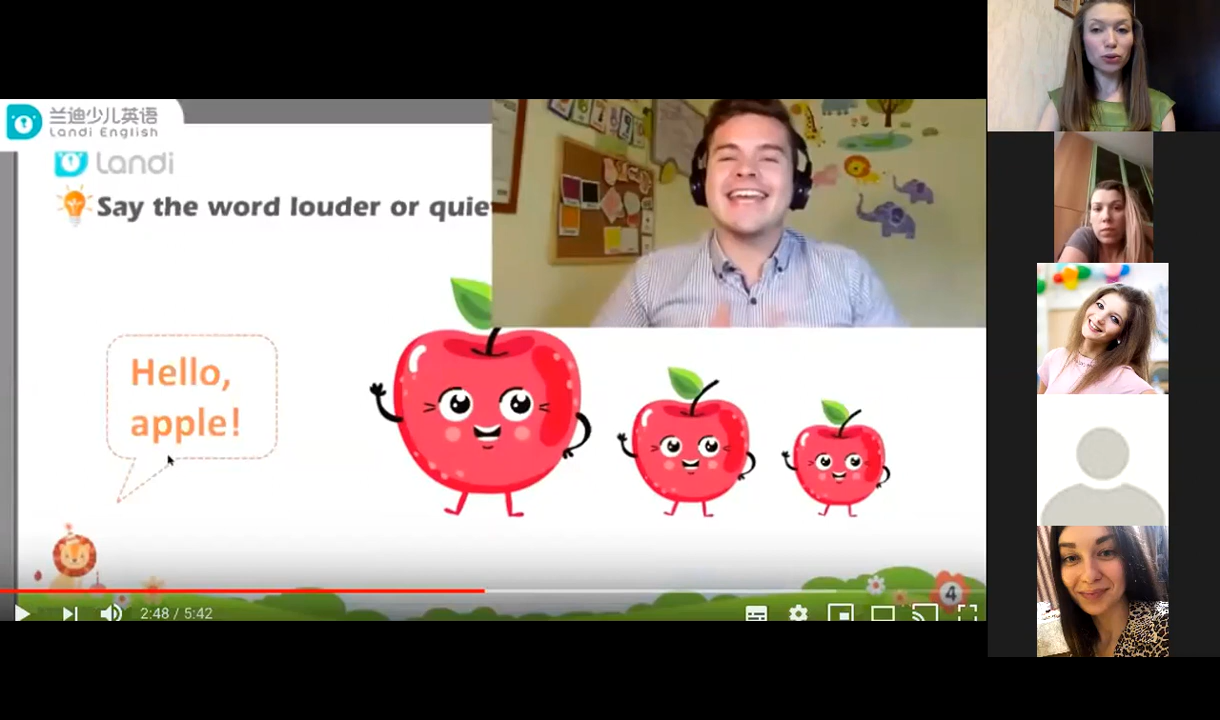 兰迪少儿英语
Landi English
Landi
Say the word louder or quie
Hello,
apple!
4
2:48 / 5:42